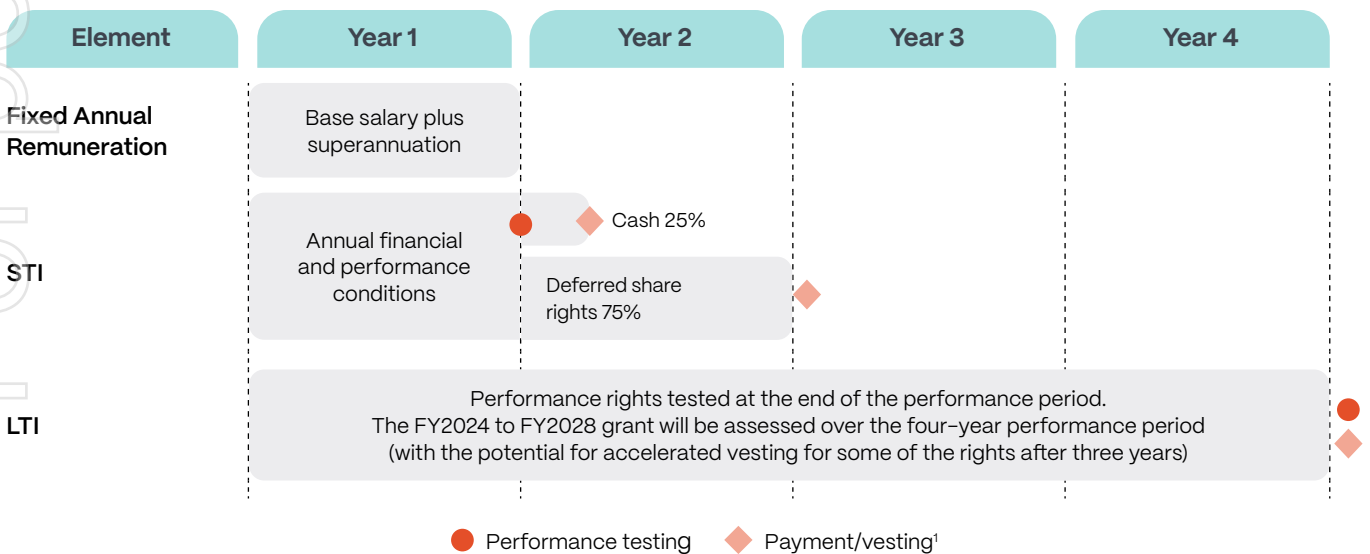 Element
Year 1
Year 2
Year 3
Year 4
Fixed Annual
Remuneration
Base salary plus
superannuation
STI
Annual financial
and performance
conditions
Cash 25%
Deferred share
rights 75%
LTI
Performance rights tested at the end of the performance period.
The FY2024 to FY2028 grant will be assessed over the four-year performance period
(with the potential for accelerated vesting for some of the rights after three years)
Performance testing
Payment/vesting¹